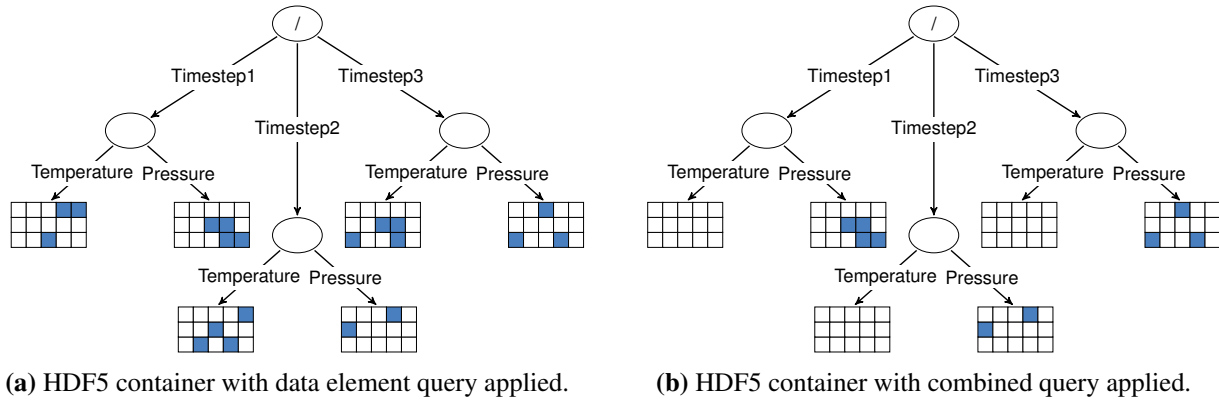 /
Timestep1
Timestep3
Timestep2
Temperature Pressure
Temperature Pressure
Temperature Pressure
(a) HDF5 container with data element query applied.
/
Timestep1
Timestep3
Timestep2
Temperature Pressure
Temperature Pressure
Temperature Pressure
(b) HDF5 container with combined query applied.